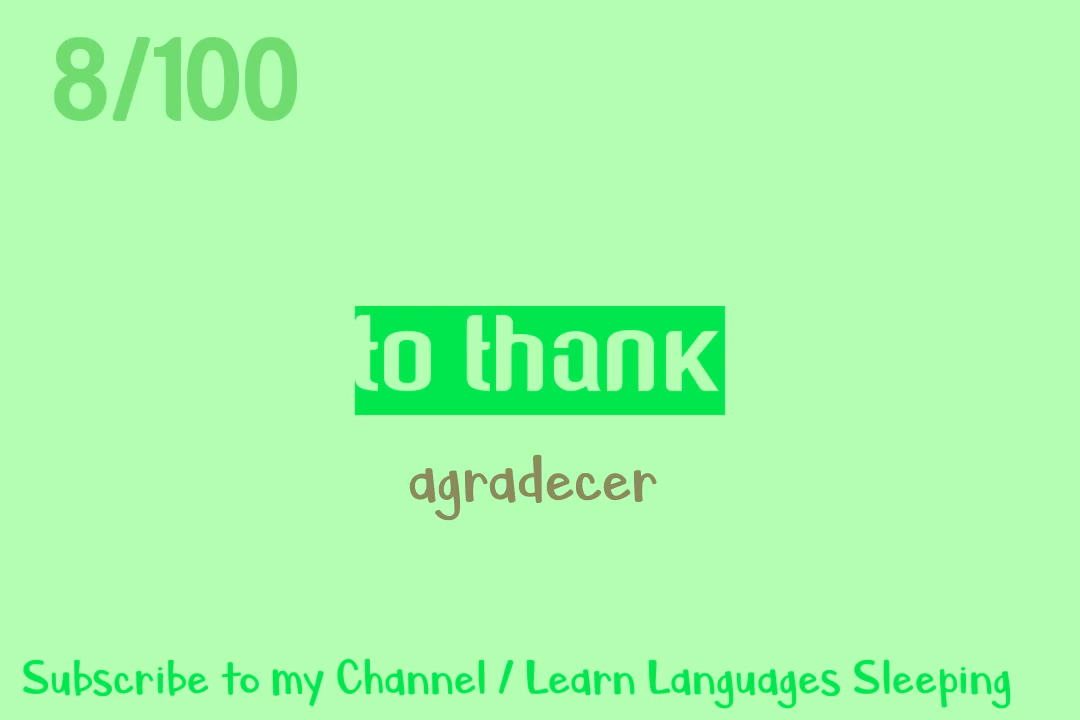 8/100
to thank
agradecer
Subscribe to my Channel / Learn Languages Sleeping